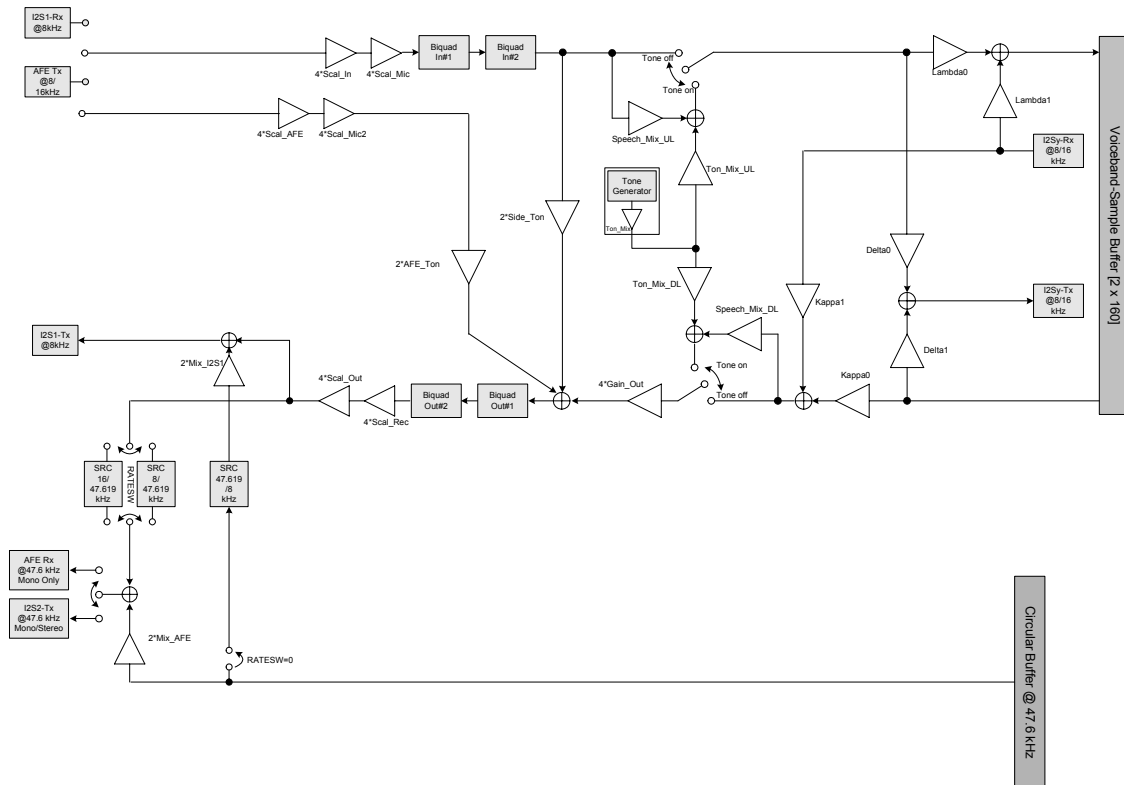 I2S1-Rx
@8kHz
AFE Tx
@8/
16kHz
4*Scal_In
4*Scal_Mic
Biquad
In#1
Biquad
In#2
4*Scal_AFE
4*Scal_Mic2
Tone off
Tone on
Speech_Mix_UL
Ton_Mix_UL
Tone
Generator
Ton_Mix
Lambda0
Lambda1
I2Sy-Rx
@8/16
kHz
Voiceband-Sample Buffer [2 x 160]
2*Side_Ton
2*AFE_Ton
Ton_Mix_DL
Speech_Mix_DL
Kappa1
Delta0
I2Sy-Tx
@8/16
kHz
Delta1
Kappa0
Tone on
Tone off
4*Gain_Out
I2S1-Tx
@8kHz
2*Mix_I2S1
4*Scal_Out
4*Scal_Rec
Biquad
Out#2
Biquad
Out#1
SRC
16/
47.619
kHz
RATESW
SRC
8/
47.619
kHz
SRC
47.619
/8
kHz
AFE Rx
@47.6 kHz
Mono Only
I2S2-Tx
@47.6 kHz
Mono/Stereo
2*Mix_AFE
RATESW=0
Circular Buffer @ 47.6 kHz